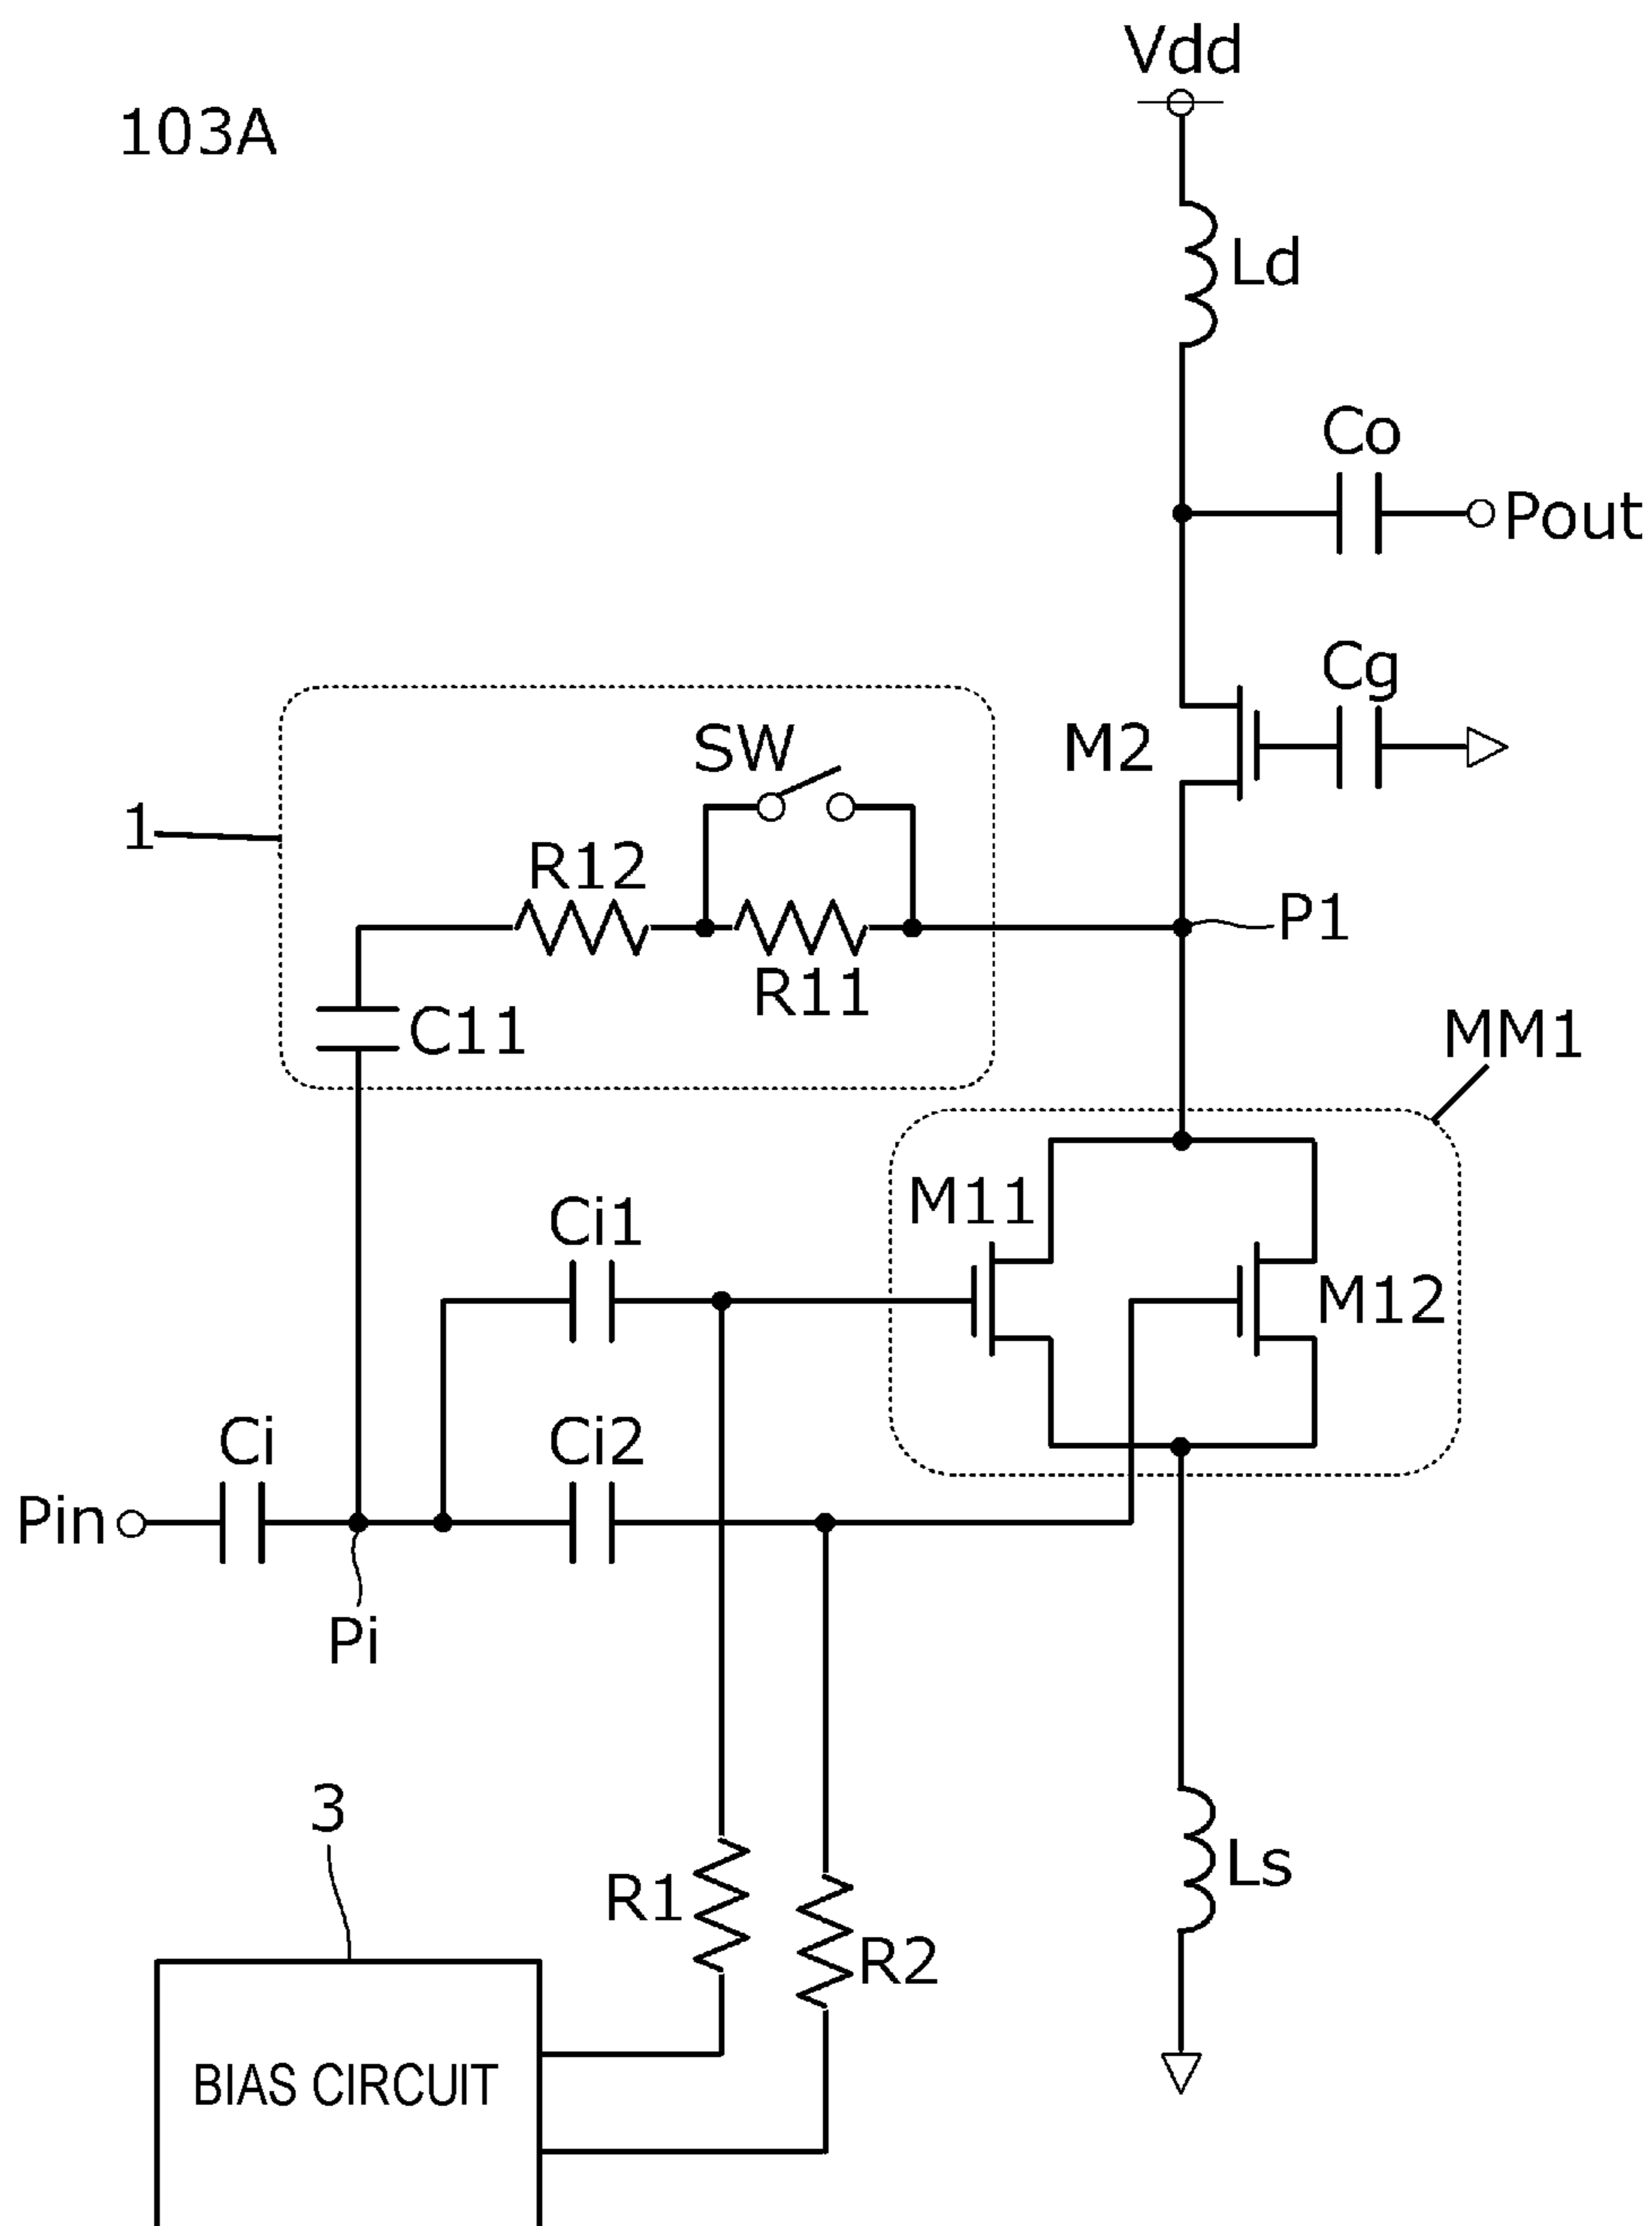 Vdd
103A
Ld
Co
Pout
Cg
SW
M2
1
R12
P1
R11
C11
MM1
M11
Ci1
M12
Ci
Ci2
Pin
Pi
3
R1
Ls
R2
BIAS CIRCUIT